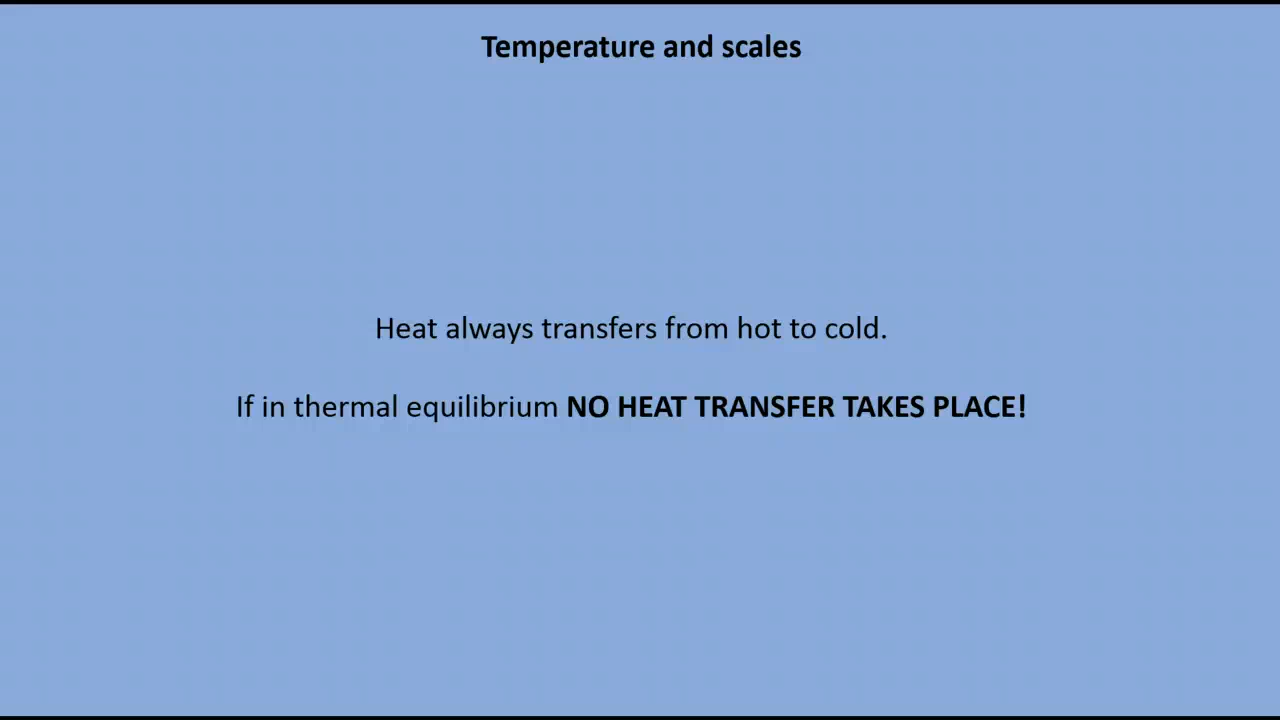 Temperature and scales
Heat always transfers from hot to cold.
If in thermal equilibrium NO HEAT TRANSFER TAKES PLACE!